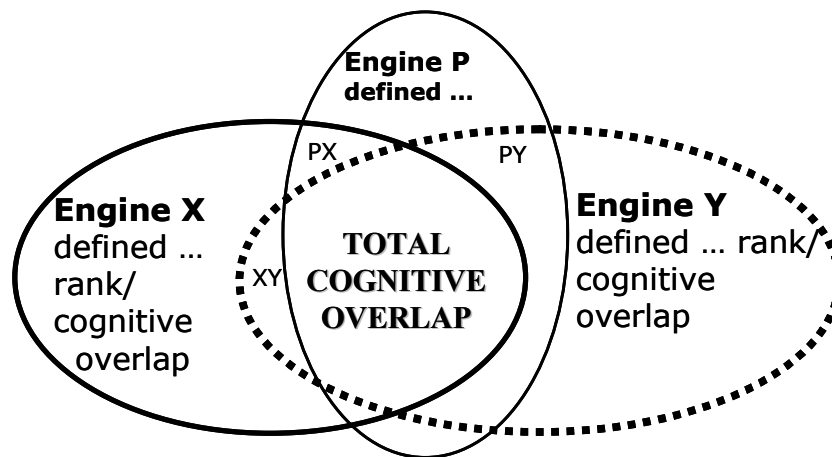 Engine P
defined ...
PX
PY
Engine X
defined ...
rank/
cognitive
overlap
XY
TOTAL
COGNITIVE
OVERLAP
Engine Y
defined ... rank/
cognitive
overlap